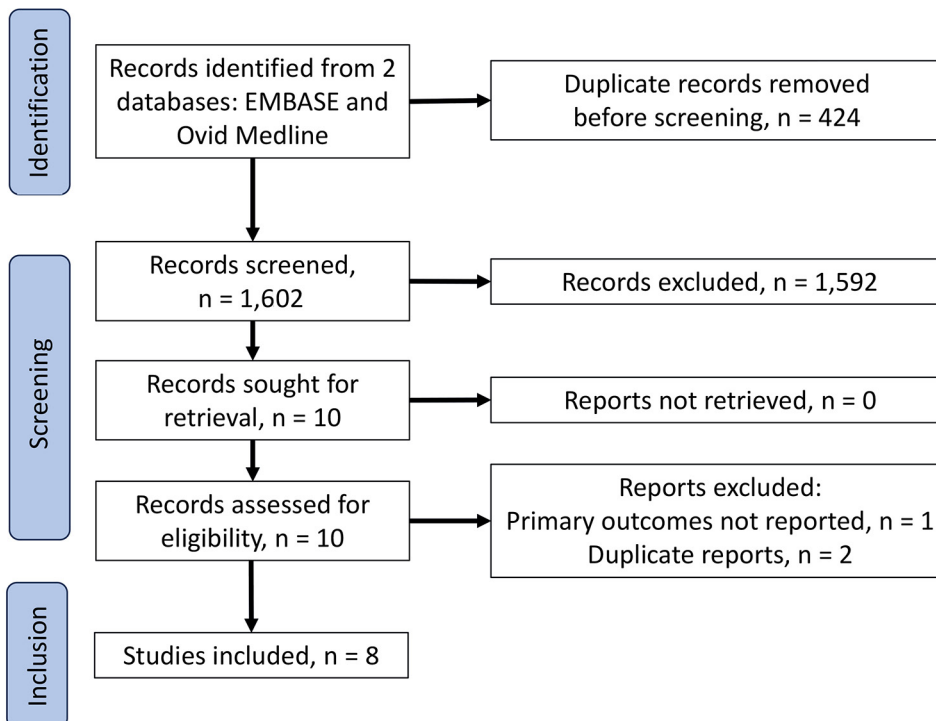 Identification
Records identified from 2
databases: EMBASE and
Ovid Medline
Duplicate records removed
before screening, n = 424
Screening
Records screened,
n = 1,602
Records excluded, n = 1,592
Records sought for
retrieval, n = 10
Reports not retrieved, n = 0
Records assessed for
eligibility, n = 10
Reports excluded:
Primary outcomes not reported, n = 1
Duplicate reports, n = 2
Inclusion
Studies included, n = 8